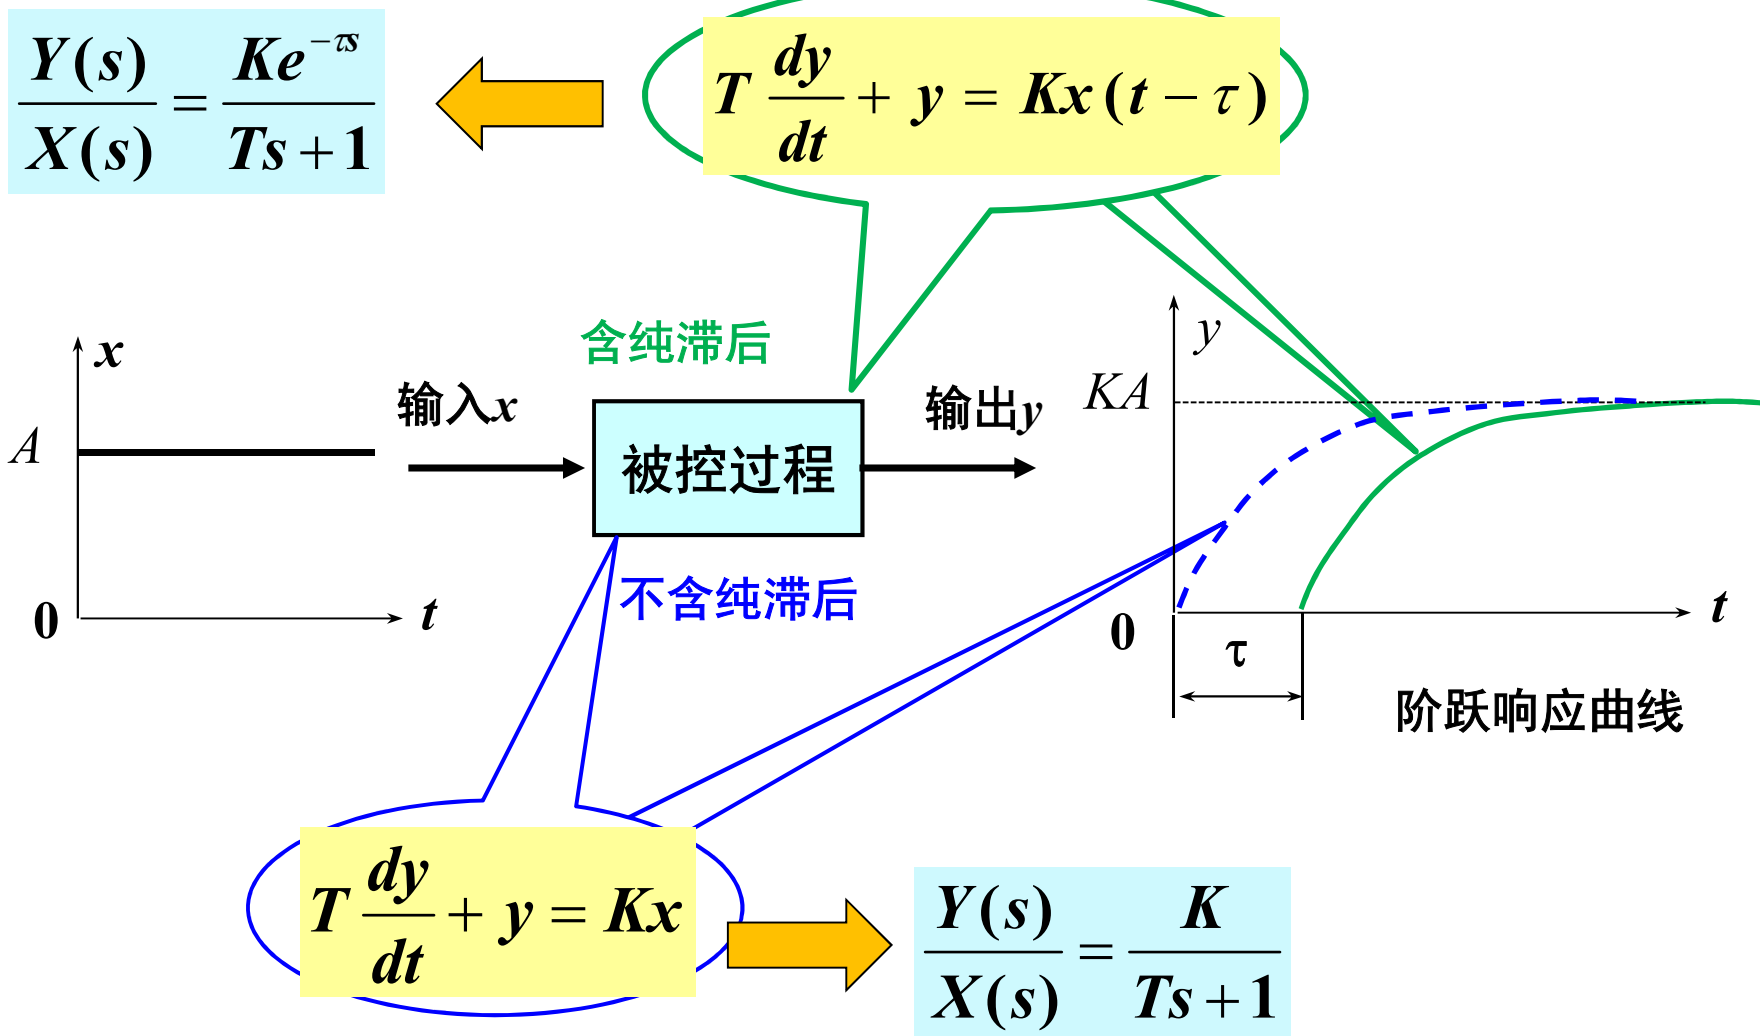 Y(s)/X(s) = Ke^{-τs}/(Ts+1)
T dy/dt + y = Kx(t-τ)
x
A
0
t
含纯滞后
输入x
被控过程
输出y
不含纯滞后
y
KA
0
t
τ
阶跃响应曲线
T dy/dt + y = Kx
Y(s)/X(s) = K/(Ts+1)